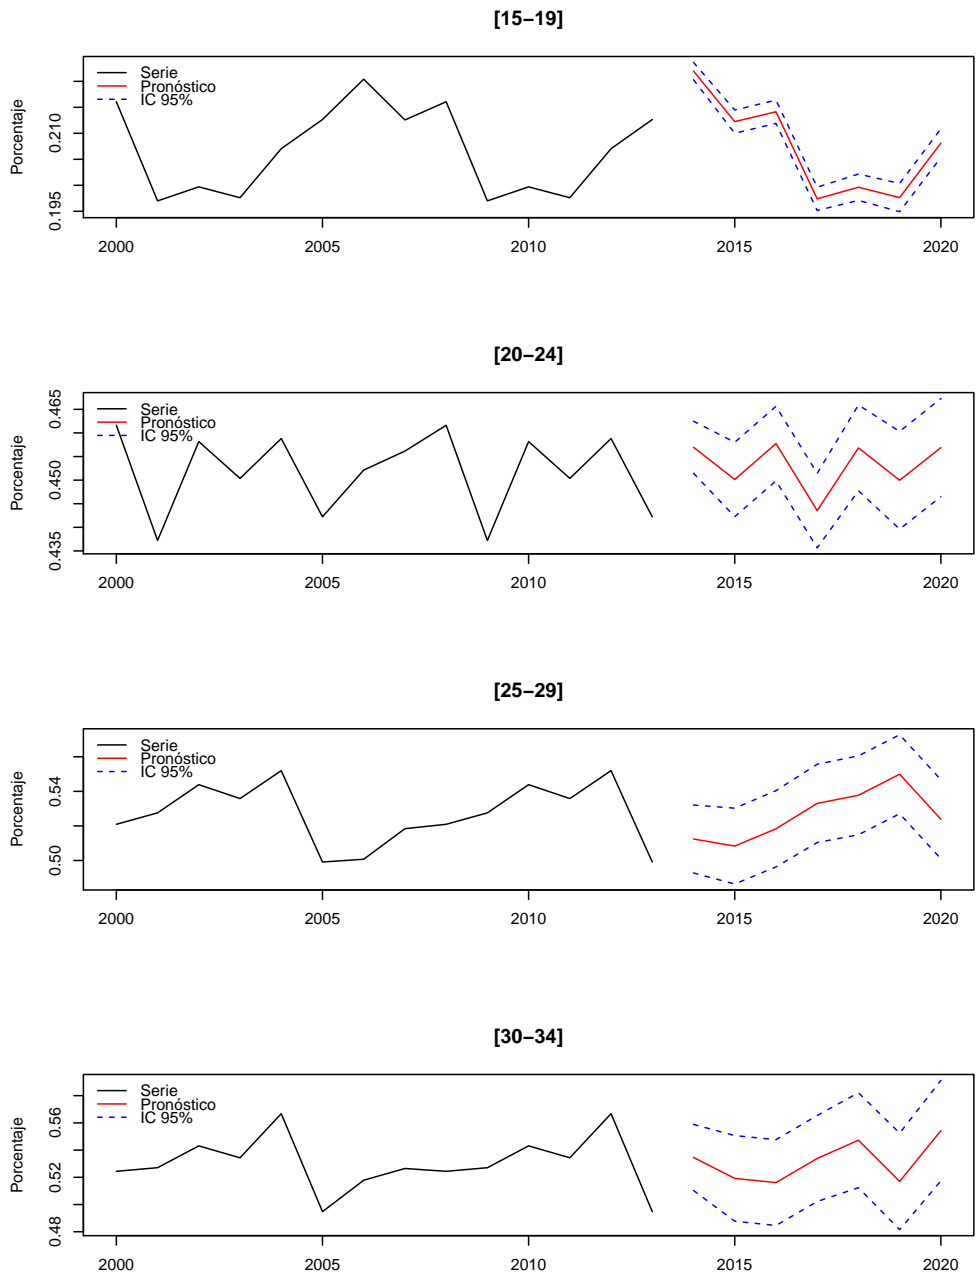 [15−19]
Porcentaje
0.195 0.210
Serie
Pronóstico
IC 95%
2000 2005 2010 2015 2020
[20−24]
Porcentaje
0.435 0.450 0.465
Serie
Pronóstico
IC 95%
2000 2005 2010 2015 2020
[25−29]
Porcentaje
0.50 0.54
Serie
Pronóstico
IC 95%
2000 2005 2010 2015 2020
[30−34]
Porcentaje
0.48 0.52 0.56
Serie
Pronóstico
IC 95%
2000 2005 2010 2015 2020